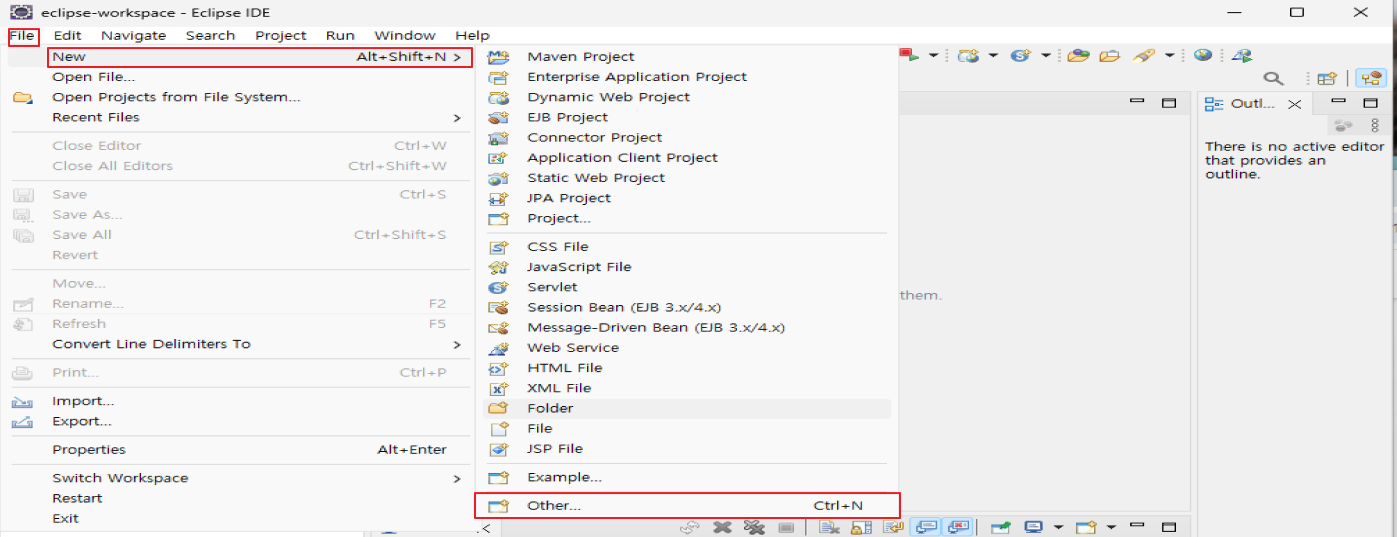 eclipse-workspace - Eclipse IDE
File Edit Navigate Search Project Run Window Help
New Alt+Shift+N >
Open File...
Open Projects from File System...
Recent Files >
Close Editor Ctrl+W
Close All Editors Ctrl+Shift+W
Save Ctrl+S
Save As...
Save All Ctrl+Shift+S
Revert
Move...
Rename... F2
Refresh F5
Convert Line Delimiters To >
Print... Ctrl+P
Import...
Export...
Properties Alt+Enter
Switch Workspace >
Restart
Exit
Maven Project
Enterprise Application Project
Dynamic Web Project
EJB Project
Connector Project
Application Client Project
Static Web Project
JPA Project
Project...
CSS File
JavaScript File
Servlet
Session Bean (EJB 3.x/4.x)
Message-Driven Bean (EJB 3.x/4.x)
Web Service
HTML File
XML File
Folder
File
JSP File
Example...
Other... Ctrl+N
them.
Outl...
There is no active editor
that provides an
outline.